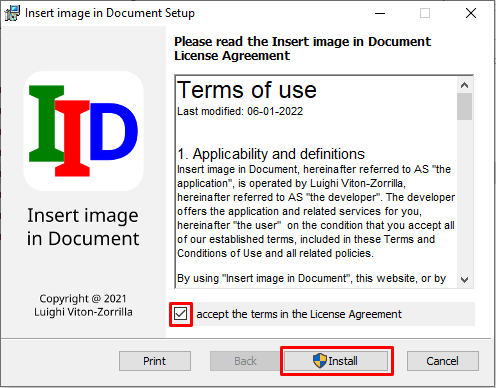 Insert image in Document Setup
Please read the Insert image in Document
License Agreement
Terms of use
Last modified: 06-01-2022
1. Applicability and definitions
Insert image in Document, hereinafter referred to AS "the
application", is operated by Luighi Viton-Zorrilla,
hereinafter referred to AS "the developer". The developer
offers the application and related services for you,
hereinafter "the user"  on the condition that you accept all
of our established terms, included in these Terms and
Conditions of Use and all related policies.
By using "Insert image in Document", this website, or by
IID
Insert image
in Document
Copyright @ 2021
Luighi Viton-Zorrilla
accept the terms in the License Agreement
Print
Back
Install
Cancel